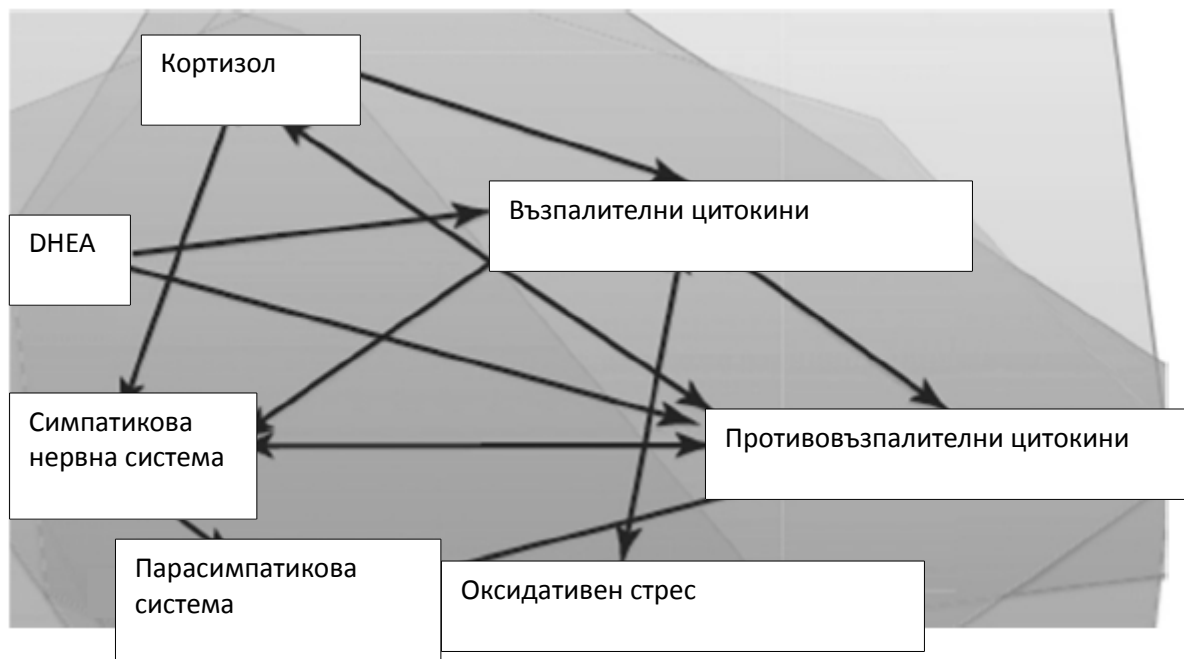 Кортизол
Възпалителни цитокини
DHEA
Симпатикова
нервна система
Противовъзпалителни цитокини
Парасимпатикова
система
Оксидативен стрес